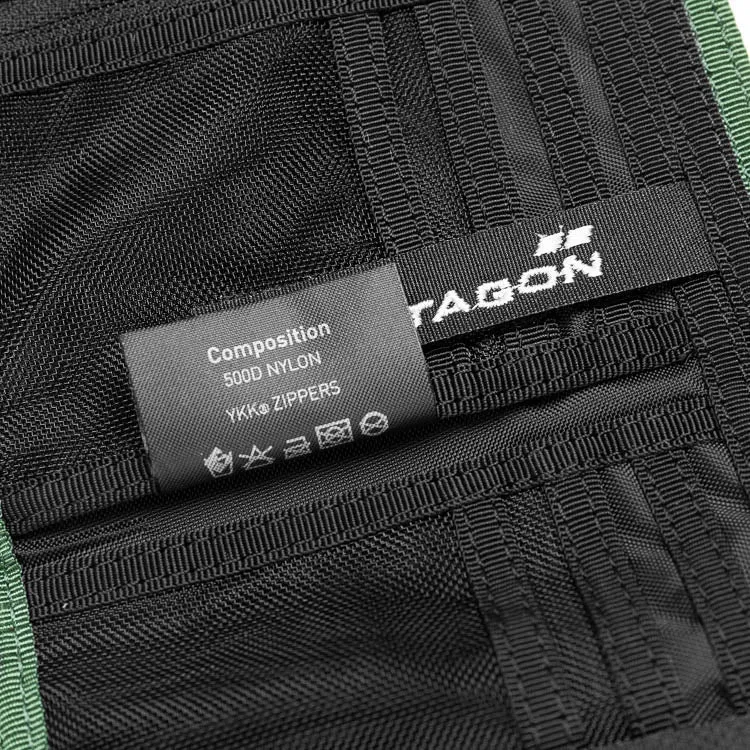 Composition
500D NYLON
YKK® ZIPPERS
TAGON